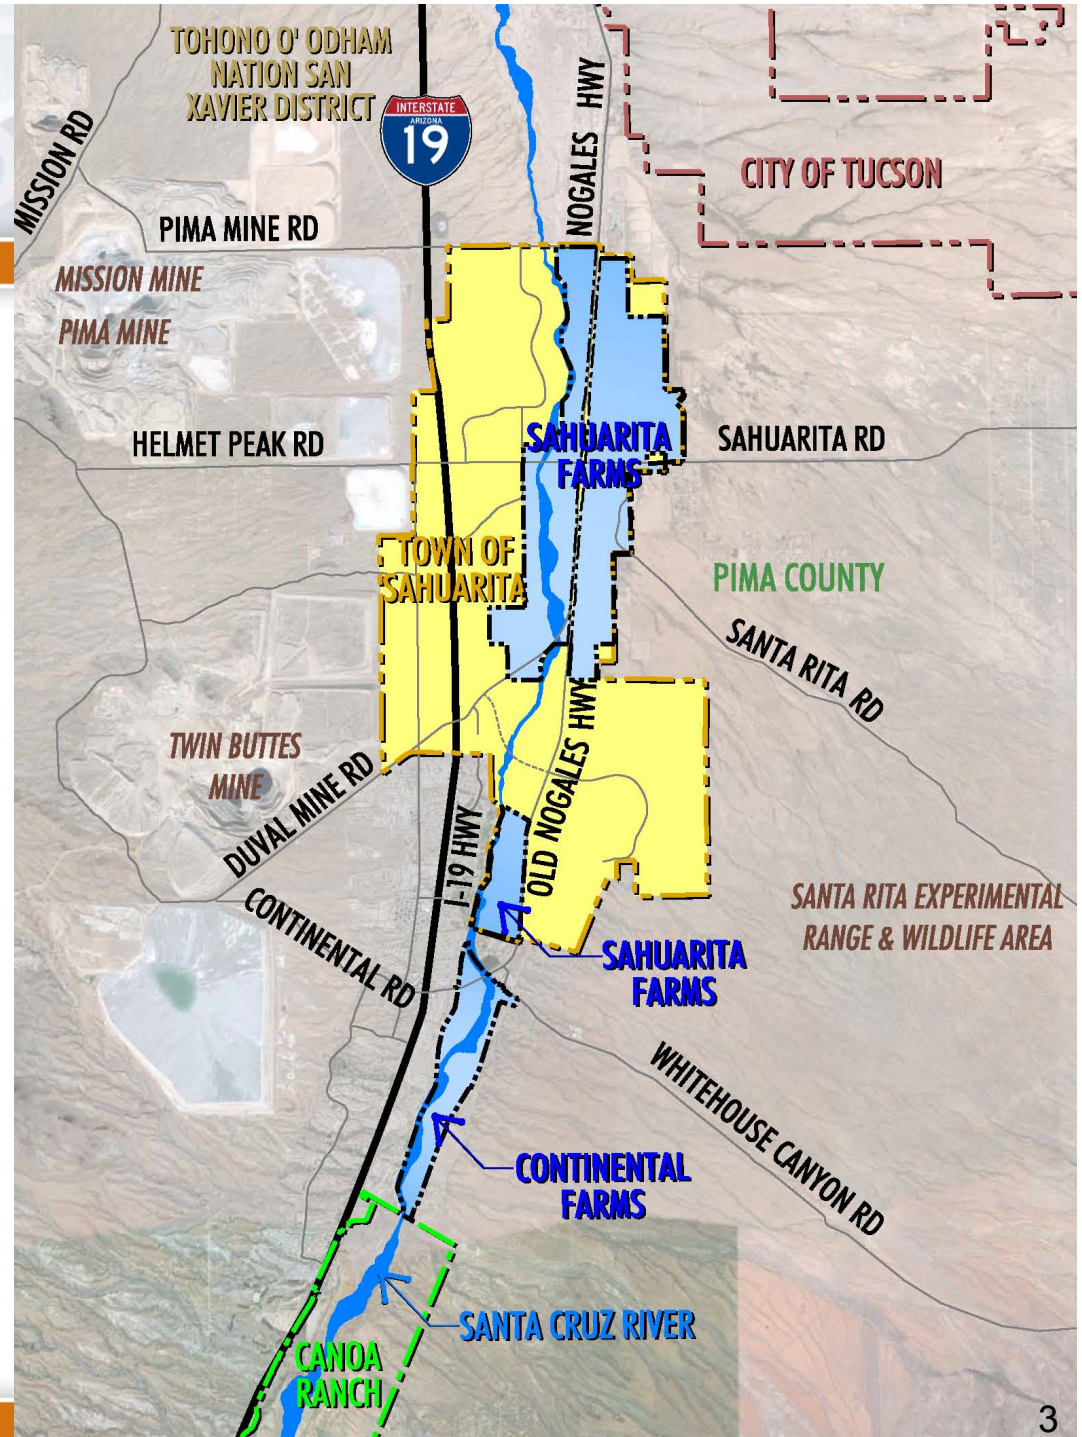 TOHONO O' ODHAM
NATION SAN
XAVIER DISTRICT
INTERSTATE
ARIZONA
19
NOGALES HWY
MISSION RD
CITY OF TUCSON
PIMA MINE RD
MISSION MINE
PIMA MINE
HELMET PEAK RD
SAHUARITA
FARMS
SAHUARITA RD
TOWN OF
SAHUARITA
PIMA COUNTY
SANTA RITA RD
TWIN BUTTES
MINE
DUVAL MINE RD
I-19 HWY
OLD NOGALES HWY
CONTINENTAL RD
SANTA RITA EXPERIMENTAL
RANGE & WILDLIFE AREA
SAHUARITA
FARMS
WHITEHOUSE CANYON RD
CONTINENTAL
FARMS
SANTA CRUZ RIVER
CANOA
RANCH
3